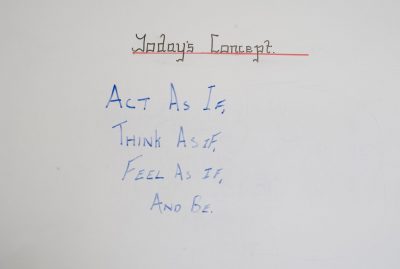 Today's Concept.
Act As If,
Think As if,
Feel As If,
And Be.